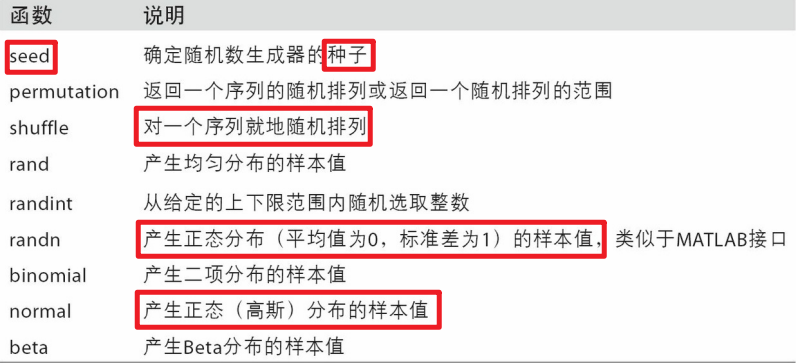 函数 说明
seed 确定随机数生成器的种子
permutation 返回一个序列的随机排列或返回一个随机排列的范围
shuffle 对一个序列就地随机排列
rand 产生均匀分布的样本值
randint 从给定的上下限范围内随机选取整数
randn 产生正态分布（平均值为0，标准差为1）的样本值，类似于MATLAB接口
binomial 产生二项分布的样本值
normal 产生正态（高斯）分布的样本值
beta 产生Beta分布的样本值